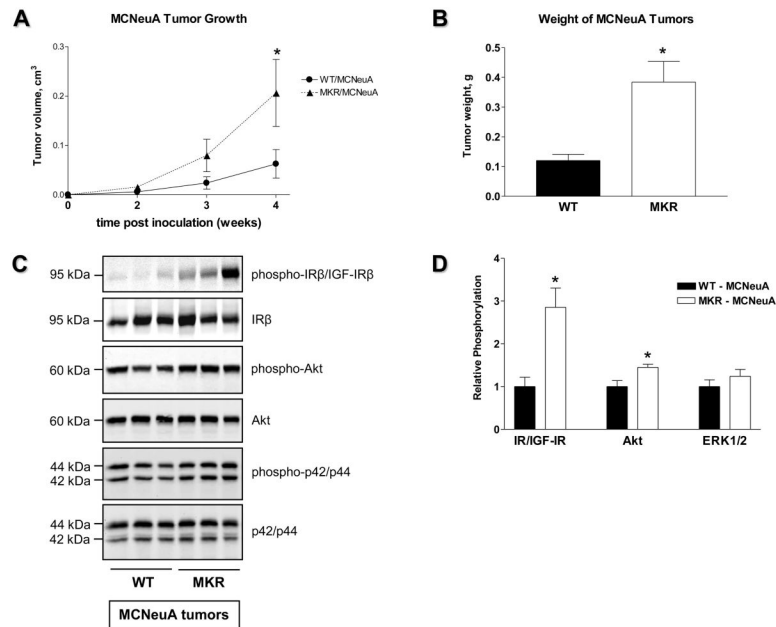 A
MCNeuA Tumor Growth
Tumor volume, cm3
0.3
0.2
0.1
0.0
0
2
3
4
*
time post inoculation (weeks)
WT/MCNeuA
MKR/MCNeuA
B
Weight of MCNeuA Tumors
Tumor weight, g
0.5
0.4
0.3
0.2
0.1
0.0
*
WT
MKR
C
95 kDa
phospho-IRβ/IGF-IRβ
95 kDa
IRβ
60 kDa
phospho-Akt
60 kDa
Akt
44 kDa
42 kDa
phospho-p42/p44
44 kDa
42 kDa
p42/p44
WT
MKR
MCNeuA tumors
D
Relative Phosphorylation
4
3
2
1
0
*
*
WT - MCNeuA
MKR - MCNeuA
IR/IGF-IR
Akt
ERK1/2